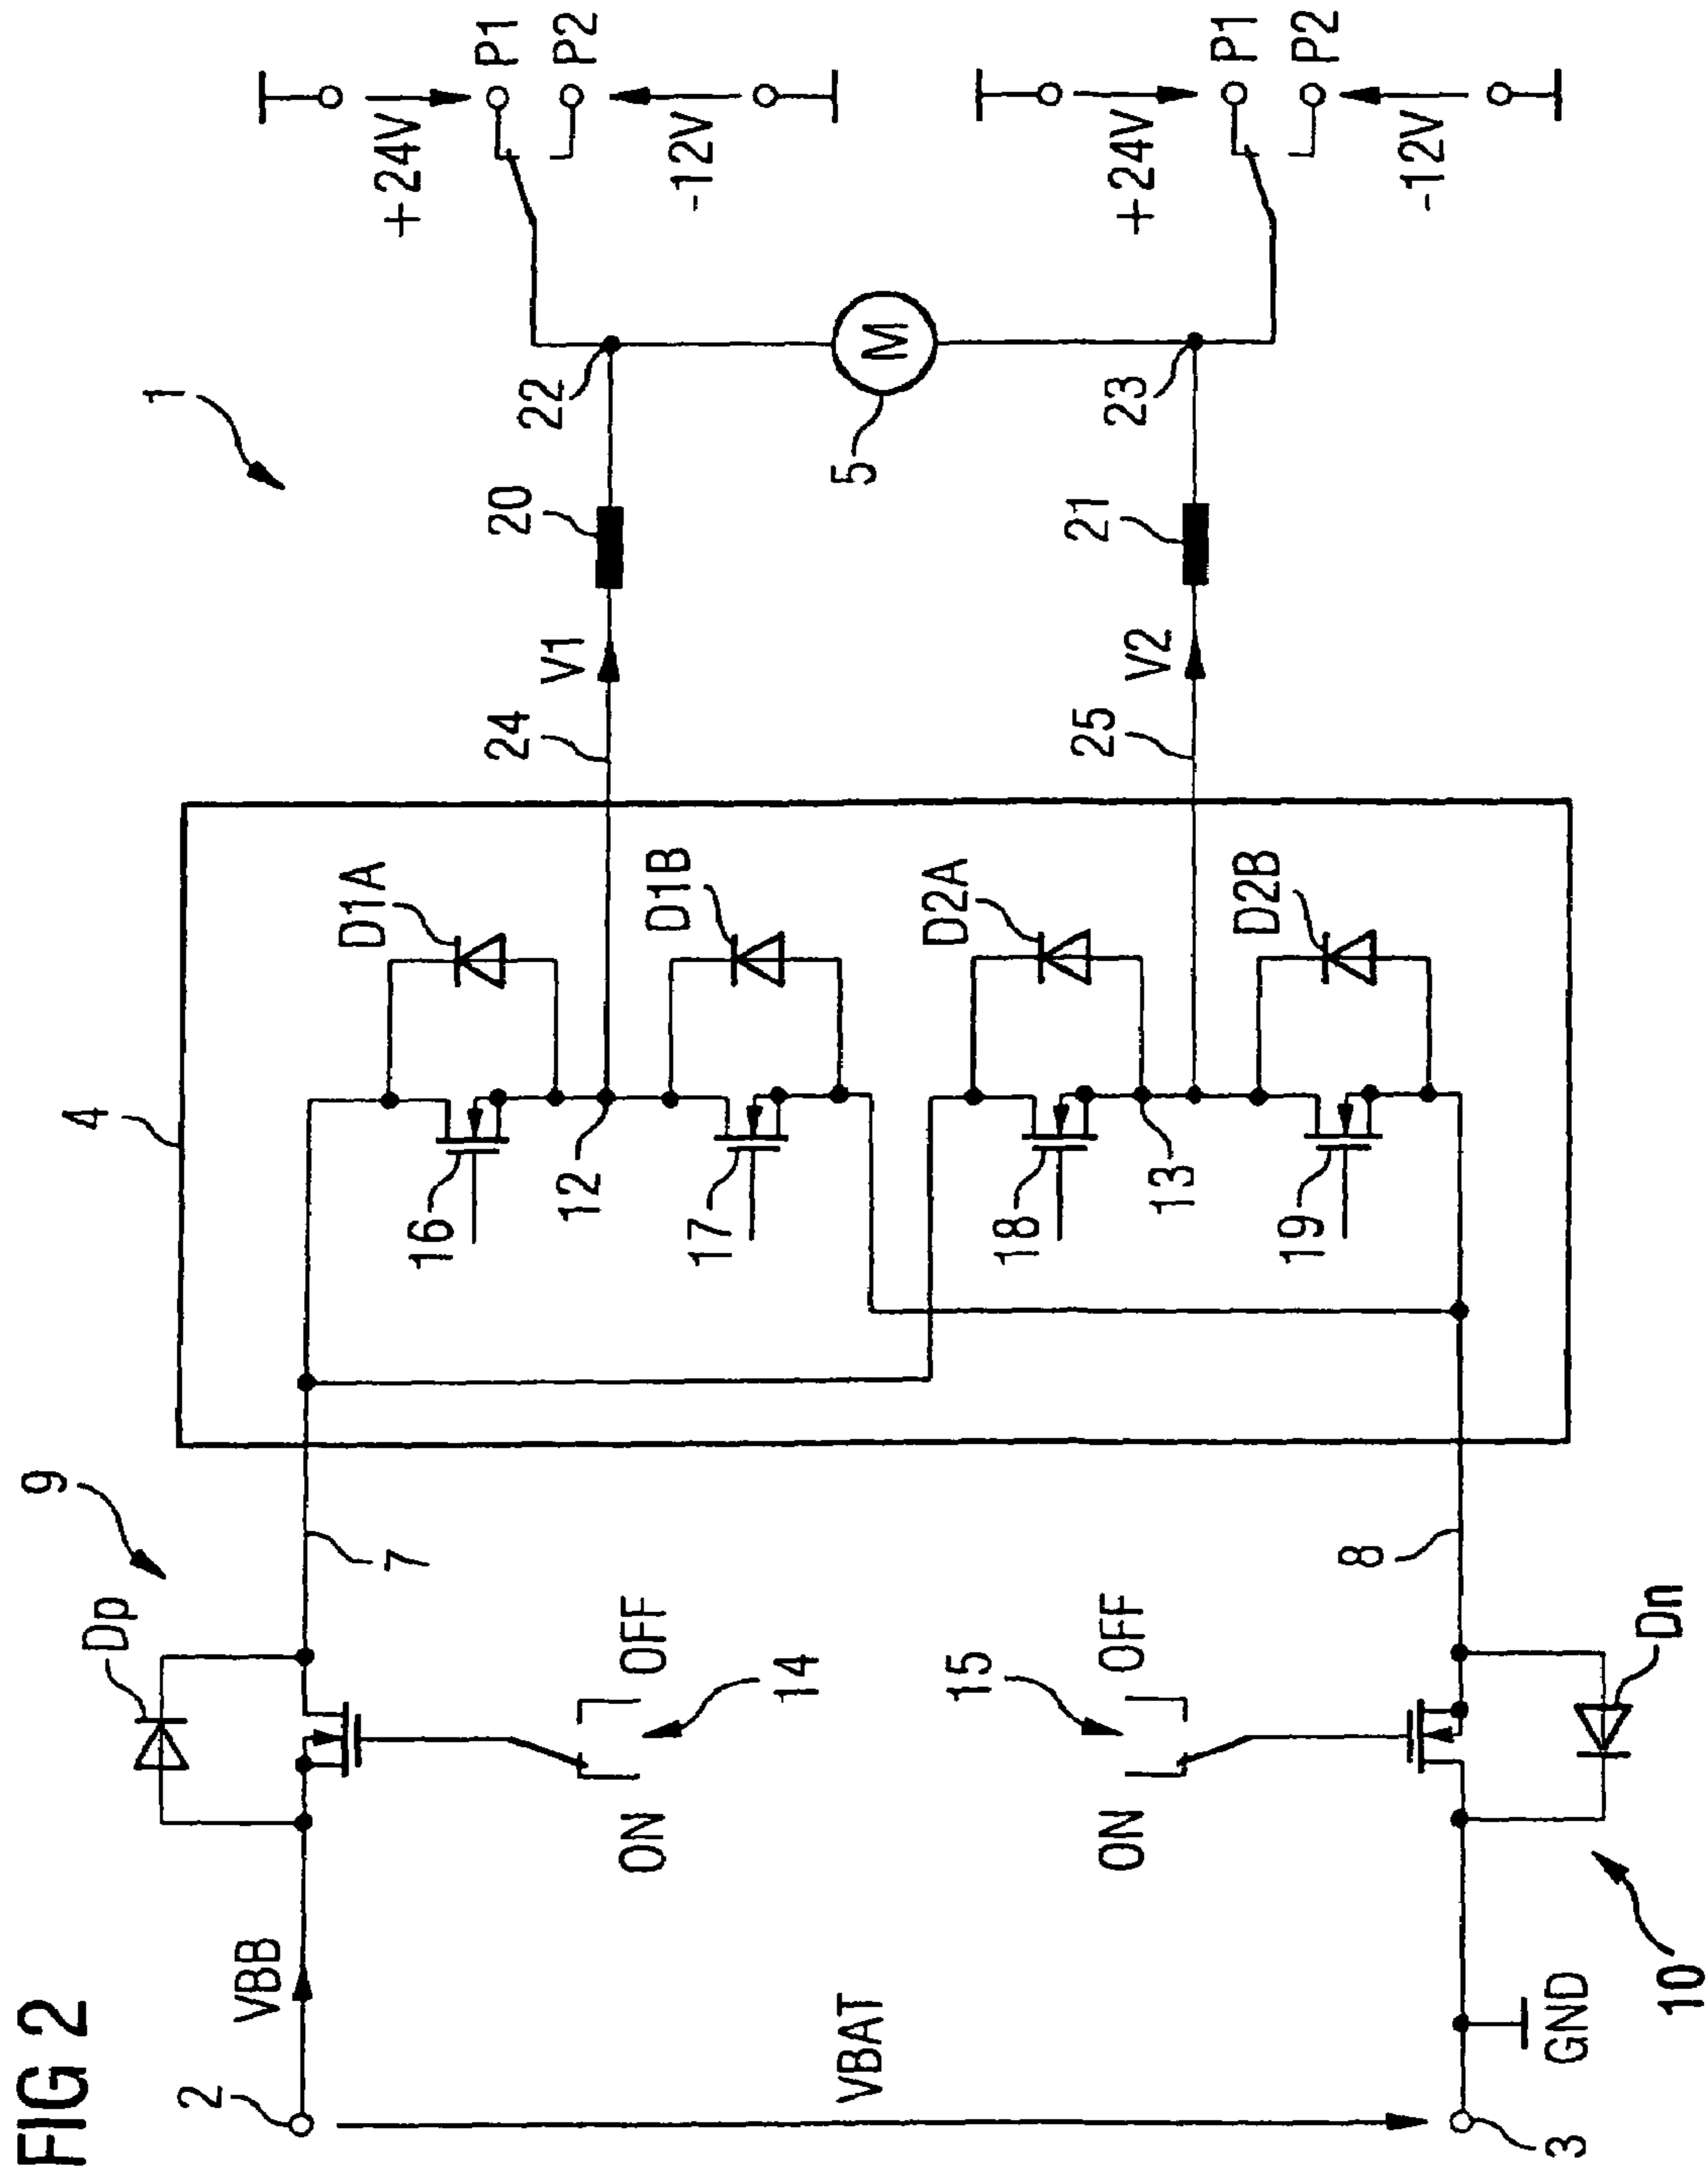 FIG 2
1
2
VBB
Dp
9
7
4
16
D1A
12
17
D1B
18
D2A
13
19
D2B
24
V1
20
22
25
V2
21
23
5
M
+24V
P1
P2
-12V
+24V
P1
P2
-12V
ON
OFF
14
15
ON
OFF
VBAT
8
Dn
10
GND
3